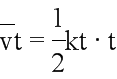 v̅t = 1/2 kt · t